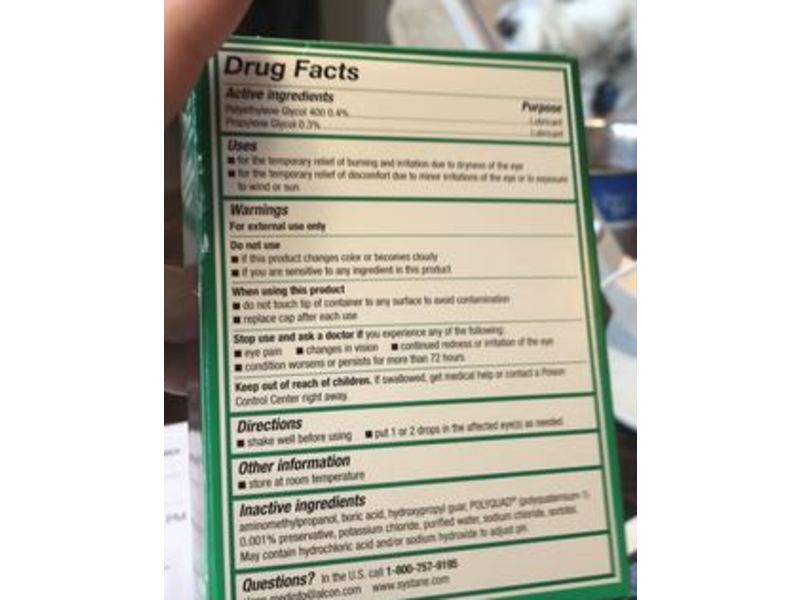 Drug Facts
Active ingredients Purpose
Polyethylene Glycol 400 0.4% Lubricant
Propylene Glycol 0.3% Lubricant
Uses
■ for the temporary relief of burning and irritation due to dryness of the eye
■ for the temporary relief of discomfort due to minor irritations of the eye or to exposure
to wind or sun
Warnings
For external use only
Do not use
■ if this product changes color or becomes cloudy
■ if you are sensitive to any ingredient in this product
When using this product
■ do not touch tip of container to any surface to avoid contamination
■ replace cap after each use
Stop use and ask a doctor if you experience any of the following:
■ eye pain ■ changes in vision ■ continued redness or irritation of the eye
■ condition worsens or persists for more than 72 hours
Keep out of reach of children. If swallowed, get medical help or contact a Poison
Control Center right away.
Directions
■ shake well before using ■ put 1 or 2 drops in the affected eye(s) as needed
Other information
■ store at room temperature
Inactive ingredients
aminomethylpropanol, boric acid, hydroxypropyl guar, POLYQUAD® (polyquaternium-1)
0.001% preservative, potassium chloride, purified water, sodium chloride, sorbitol.
May contain hydrochloric acid and/or sodium hydroxide to adjust pH.
Questions? In the U.S. call 1-800-757-9195
alcon.medinfo@alcon.com www.systane.com